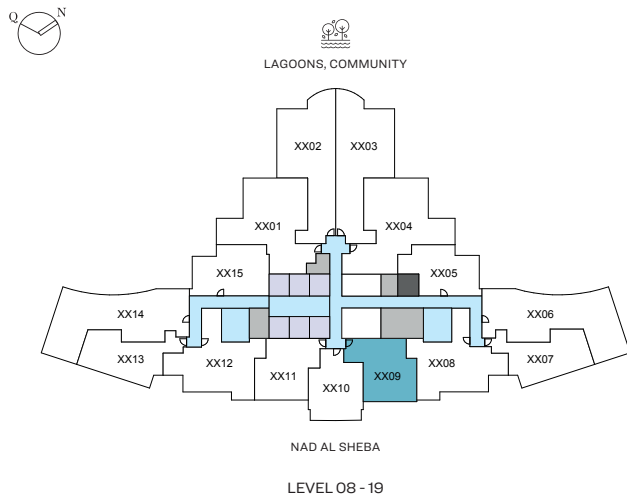 Q N
LAGOONS, COMMUNITY
XX02 XX03
XX01 XX04
XX15 XX05
XX14 XX06
XX13 XX12 XX11 XX10 XX09 XX08 XX07
NAD AL SHEBA
LEVEL 08 - 19